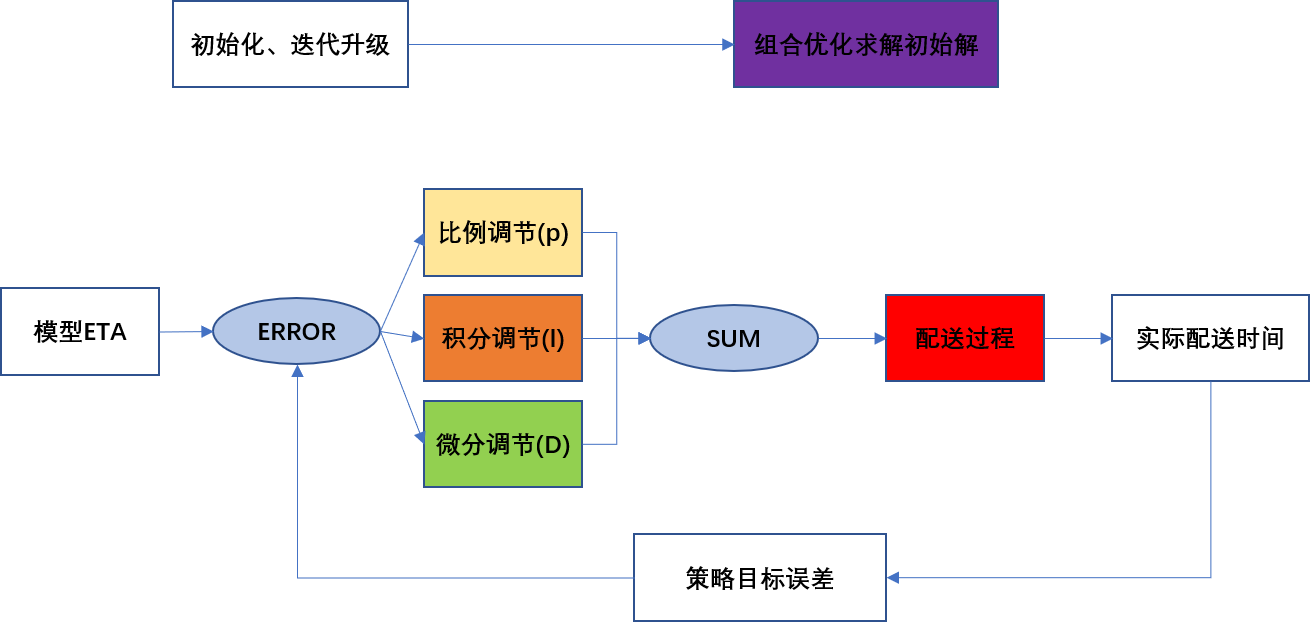 初始化、迭代升级
组合优化求解初始解
比例调节(p)
模型ETA
ERROR
积分调节(I)
SUM
配送过程
实际配送时间
微分调节(D)
策略目标误差